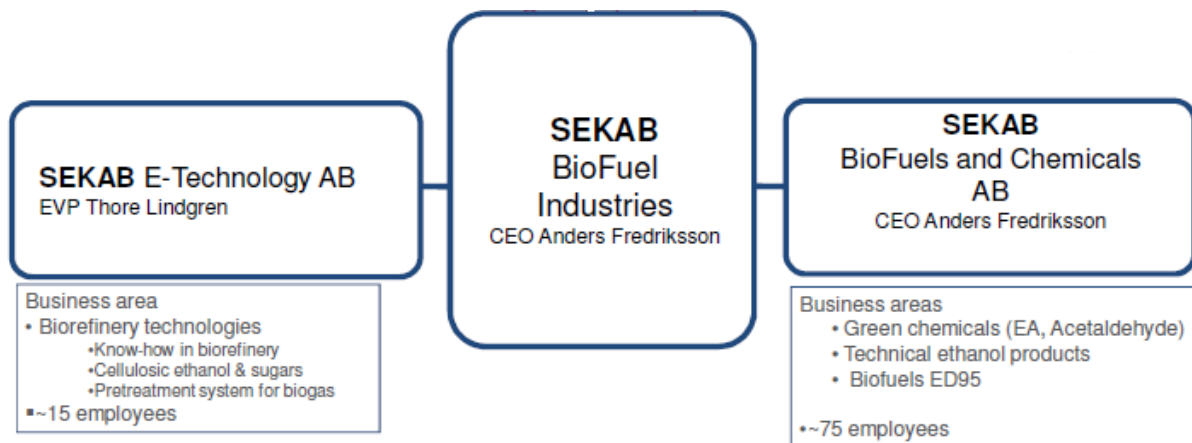 SEKAB E-Technology AB
EVP Thore Lindgren
Business area
• Biorefinery technologies
•Know-how in biorefinery
•Cellulosic ethanol & sugars
•Pretreatment system for biogas
▪~15 employees
SEKAB
BioFuel
Industries
CEO Anders Fredriksson
SEKAB
BioFuels and Chemicals
AB
CEO Anders Fredriksson
Business areas
• Green chemicals (EA, Acetaldehyde)
• Technical ethanol products
• Biofuels ED95
•~75 employees